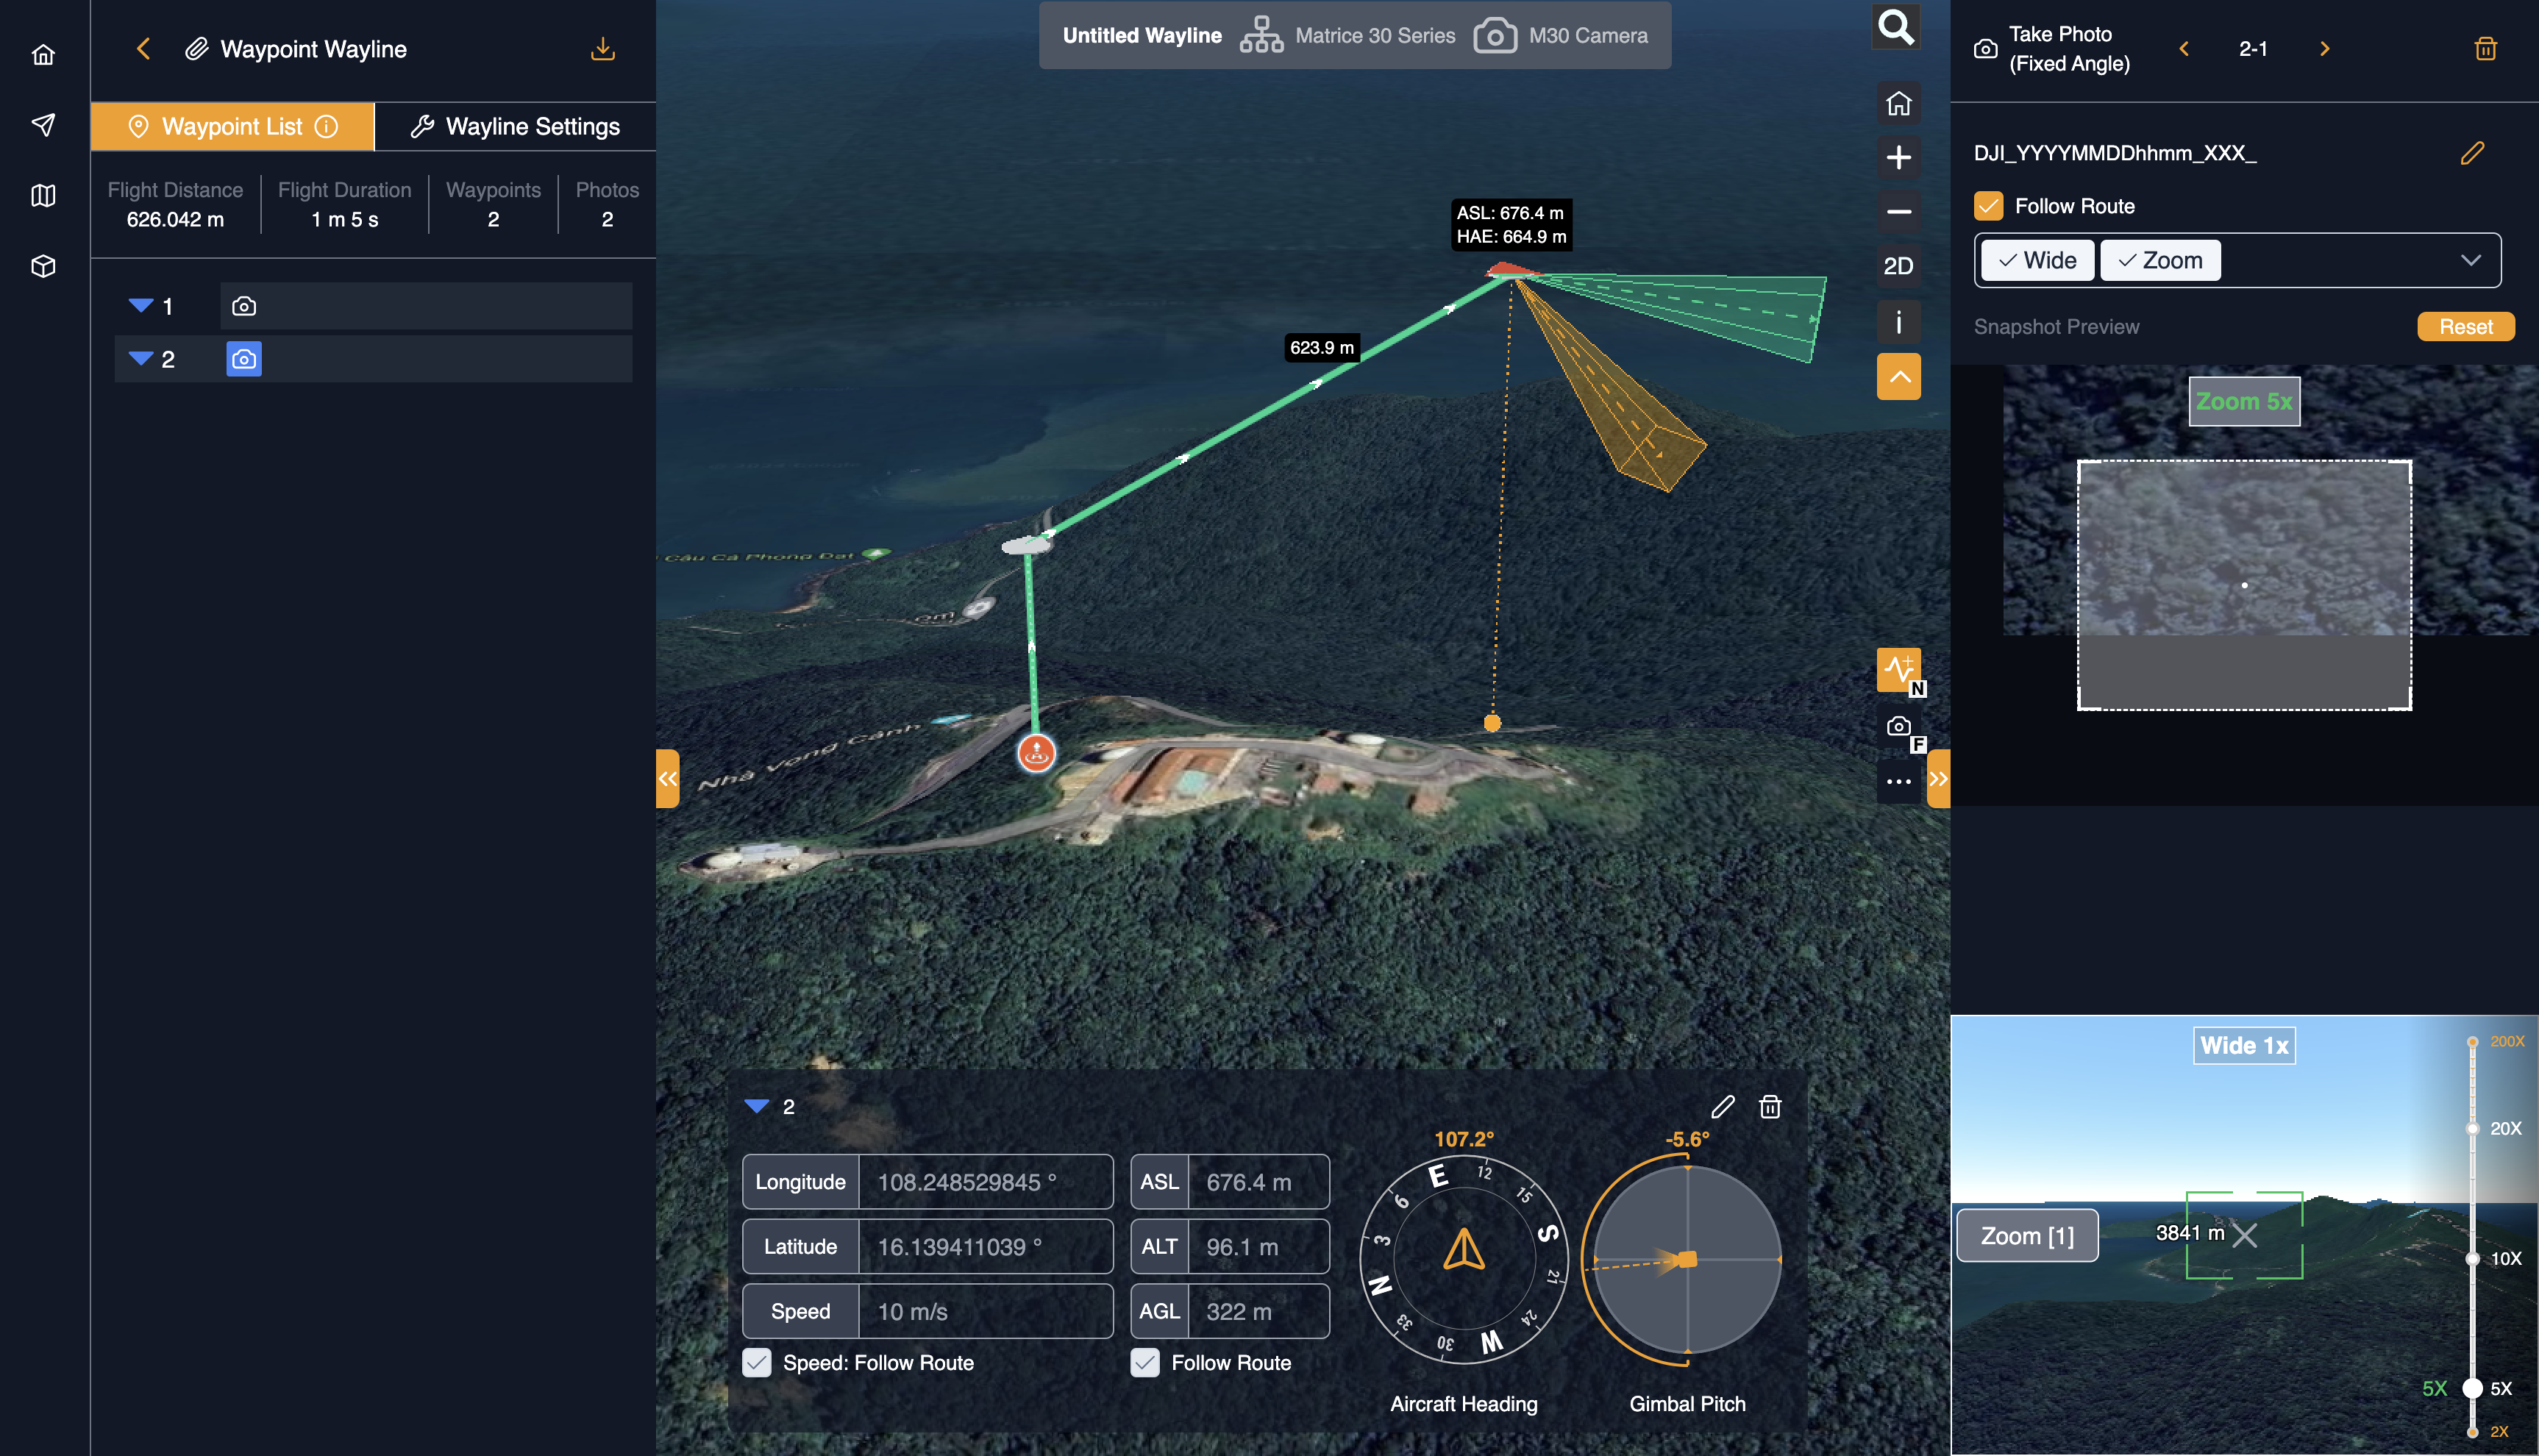 Waypoint Wayline
Waypoint List
Wayline Settings
Flight Distance
626.042 m
Flight Duration
1 m 5 s
Waypoints
2
Photos
2
1
2
Untitled Wayline
Matrice 30 Series
M30 Camera
2D
i
N
F
ASL: 676.4 m
HAE: 664.9 m
623.9 m
Câu Cá Phong Đạt
Nhà Vọng Cảnh
2
Longitude
108.248529845 °
Latitude
16.139411039 °
Speed
10 m/s
Speed: Follow Route
ASL
676.4 m
ALT
96.1 m
AGL
322 m
Follow Route
107.2°
N
3
6
E
12
15
S
21
24
W
30
33
Aircraft Heading
-5.6°
Gimbal Pitch
Take Photo
(Fixed Angle)
2-1
DJI_YYYYMMDDhhmm_XXX_
Follow Route
Wide
Zoom
Snapshot Preview
Reset
Zoom 5x
Wide 1x
Zoom [1]
3841 m
200X
20X
10X
5X
5X
2X